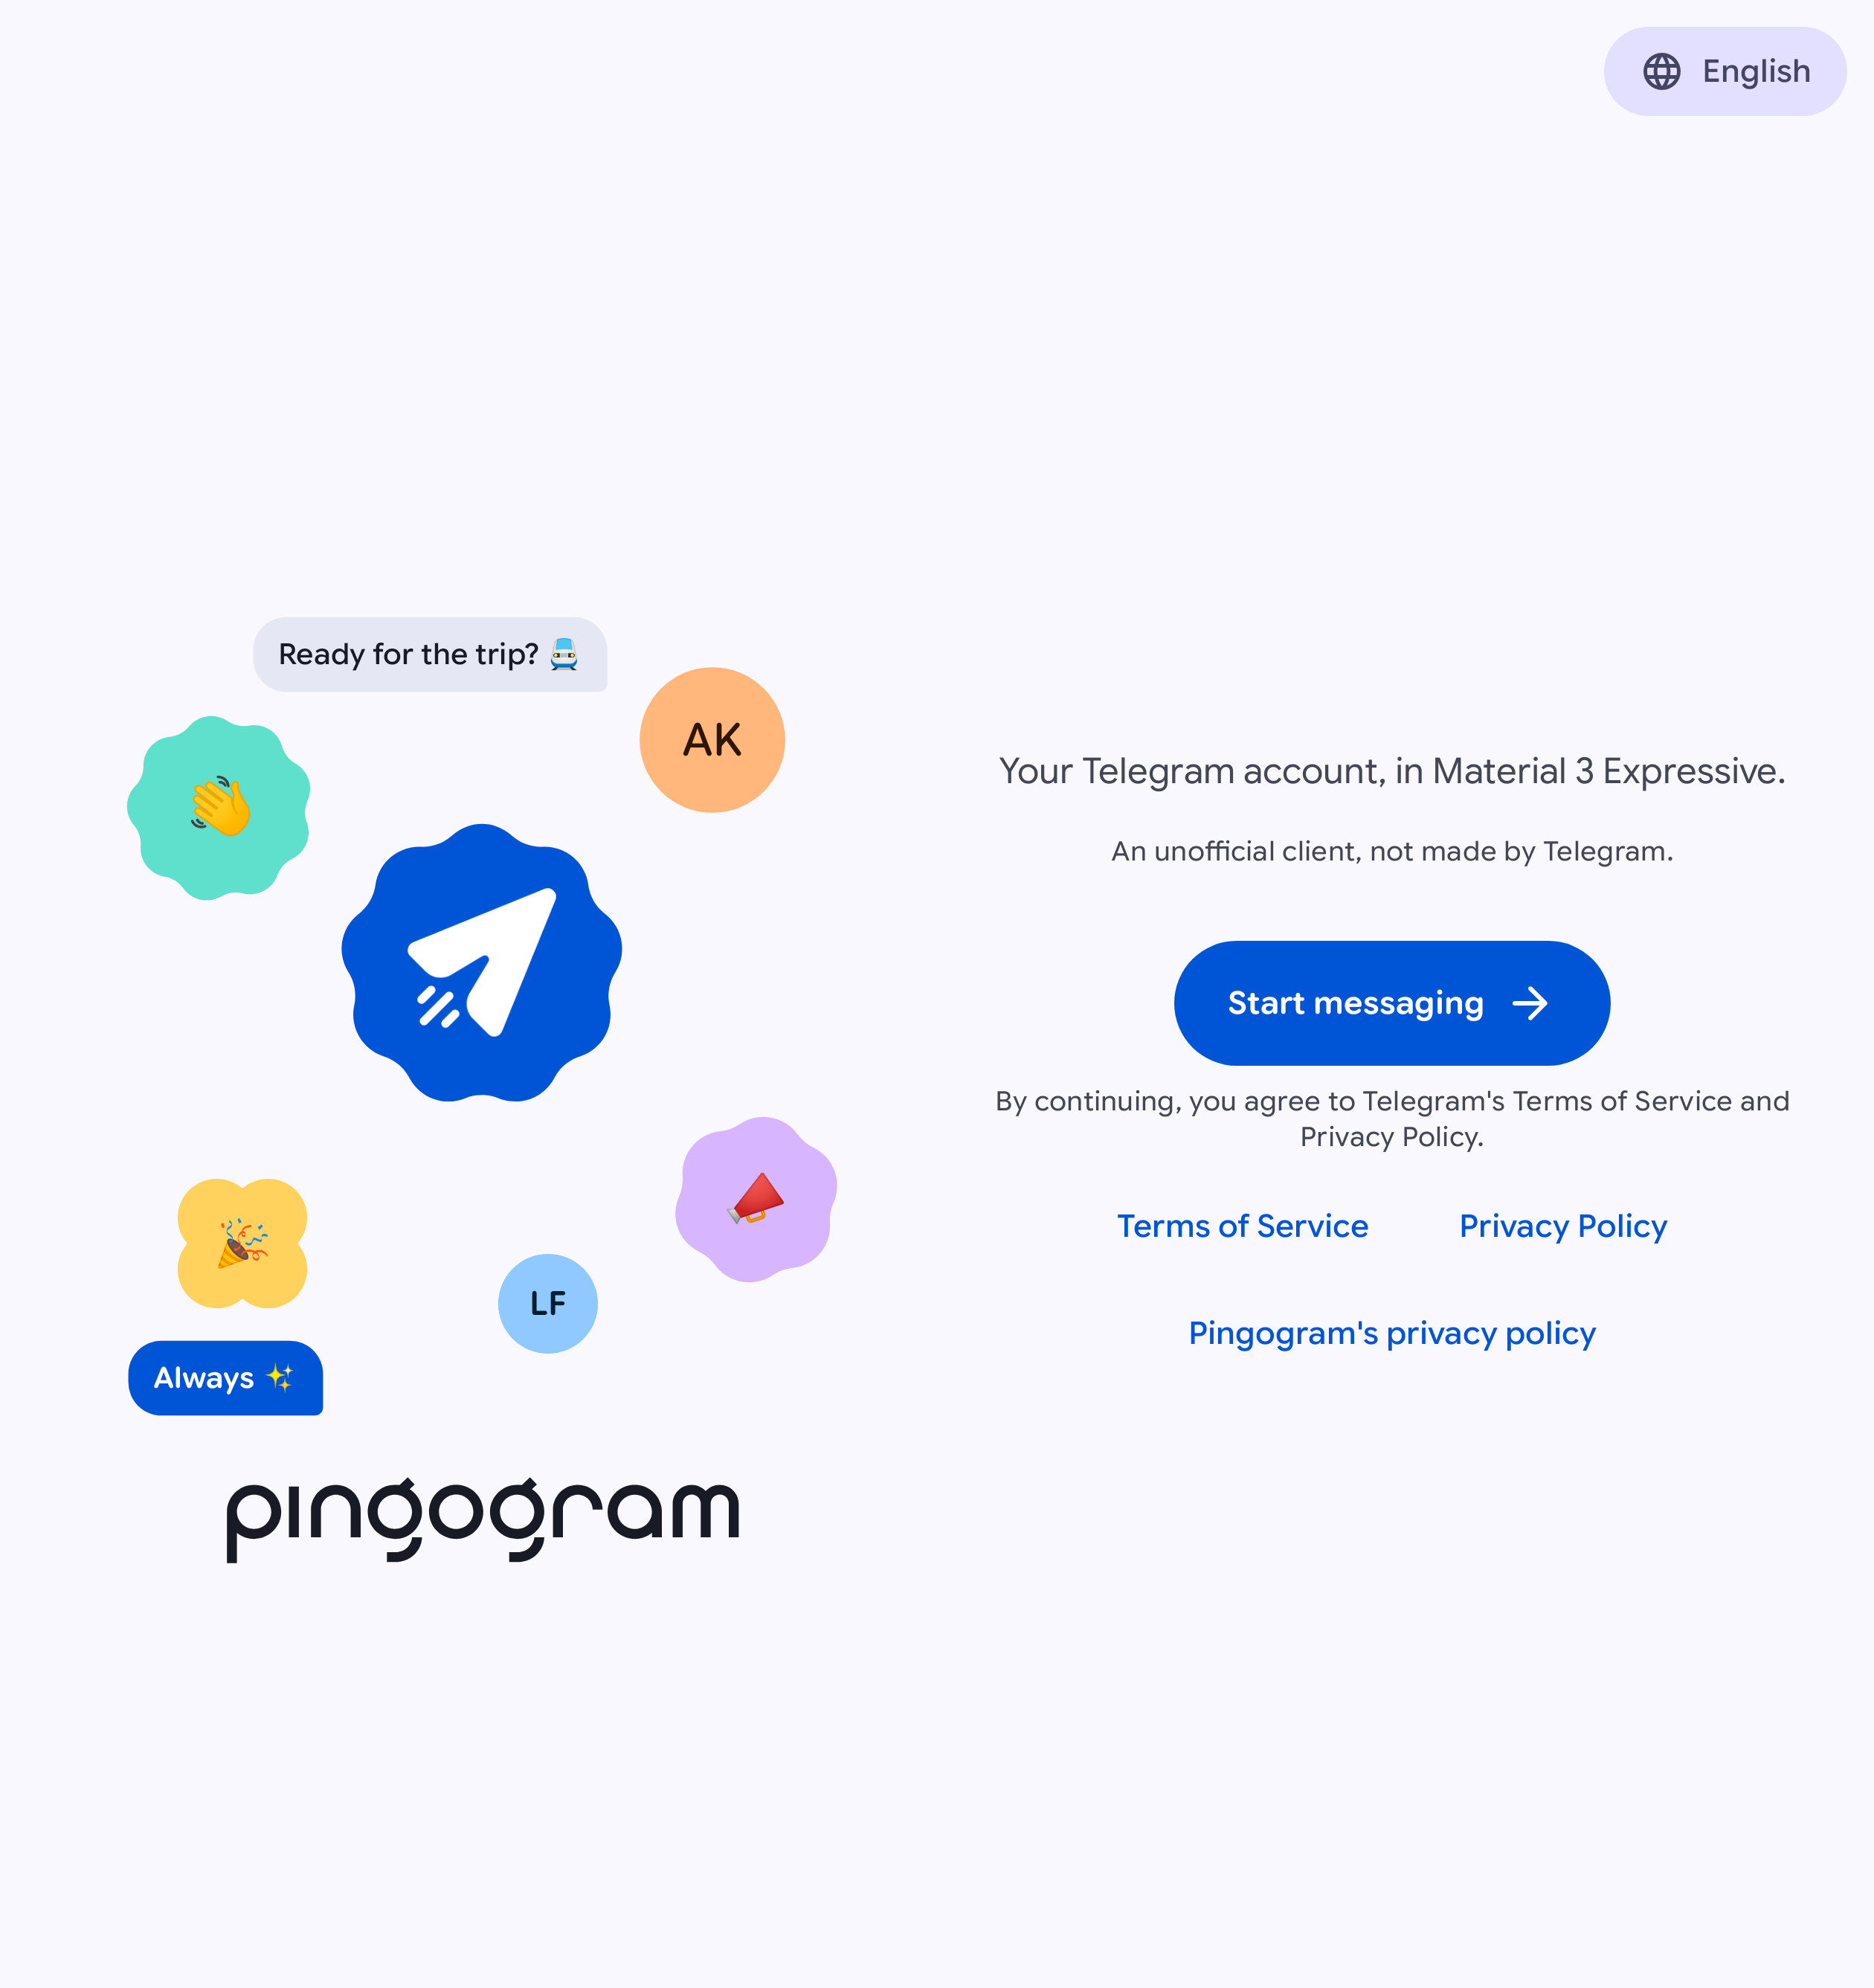 English
Ready for the trip? 🚆
AK
Always ✨
LF
pingogram
Your Telegram account, in Material 3 Expressive.
An unofficial client, not made by Telegram.
Start messaging
By continuing, you agree to Telegram's Terms of Service and
Privacy Policy.
Terms of Service
Privacy Policy
Pingogram's privacy policy